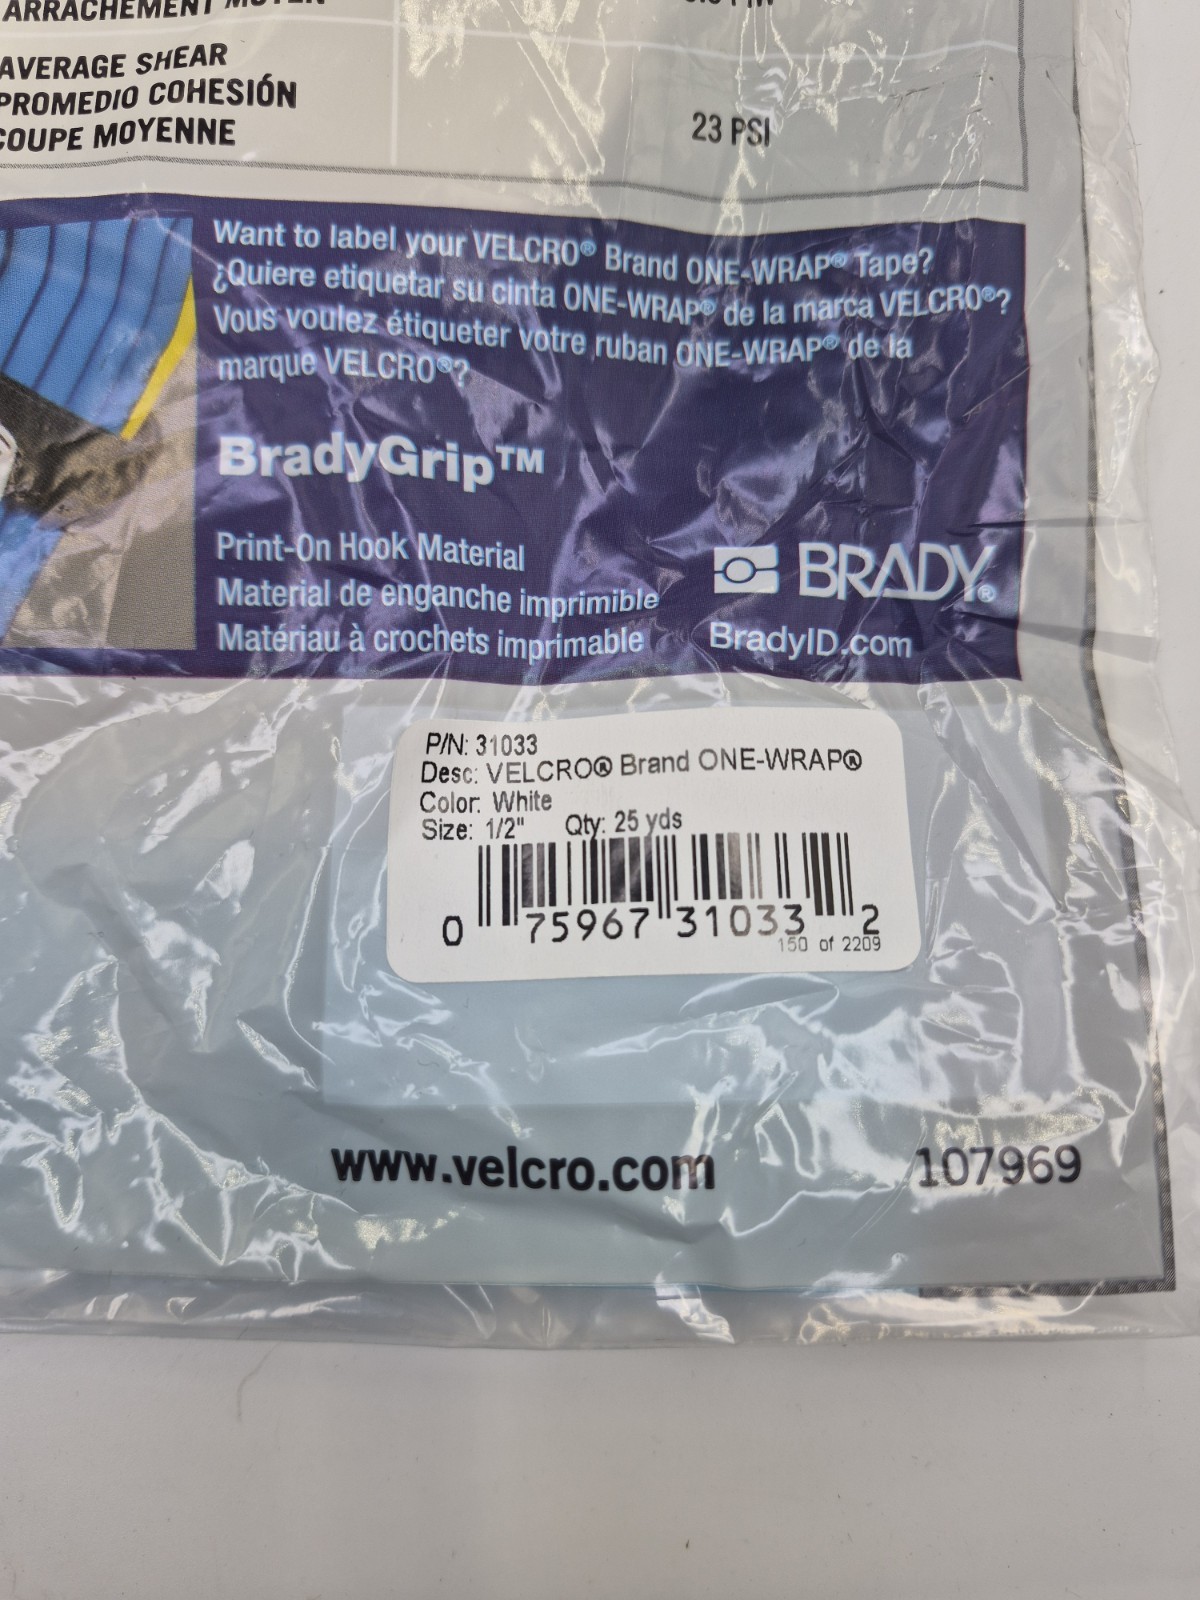 ARRACHEMENT MOYEN
AVERAGE SHEAR
PROMEDIO COHESIÓN
COUPE MOYENNE
23 PSI
Want to label your VELCRO® Brand ONE-WRAP® Tape?
¿Quiere etiquetar su cinta ONE-WRAP® de la marca VELCRO®?
Vous voulez étiqueter votre ruban ONE-WRAP® de la
marque VELCRO®?
BradyGrip™
Print-On Hook Material
Material de enganche imprimible
Matériau à crochets imprimable
BRADY®
BradyID.com
P/N: 31033
Desc: VELCRO® Brand ONE-WRAP®
Color: White
Size: 1/2" Qty: 25 yds
0 75967 31033 2
150 of 2209
www.velcro.com
107969